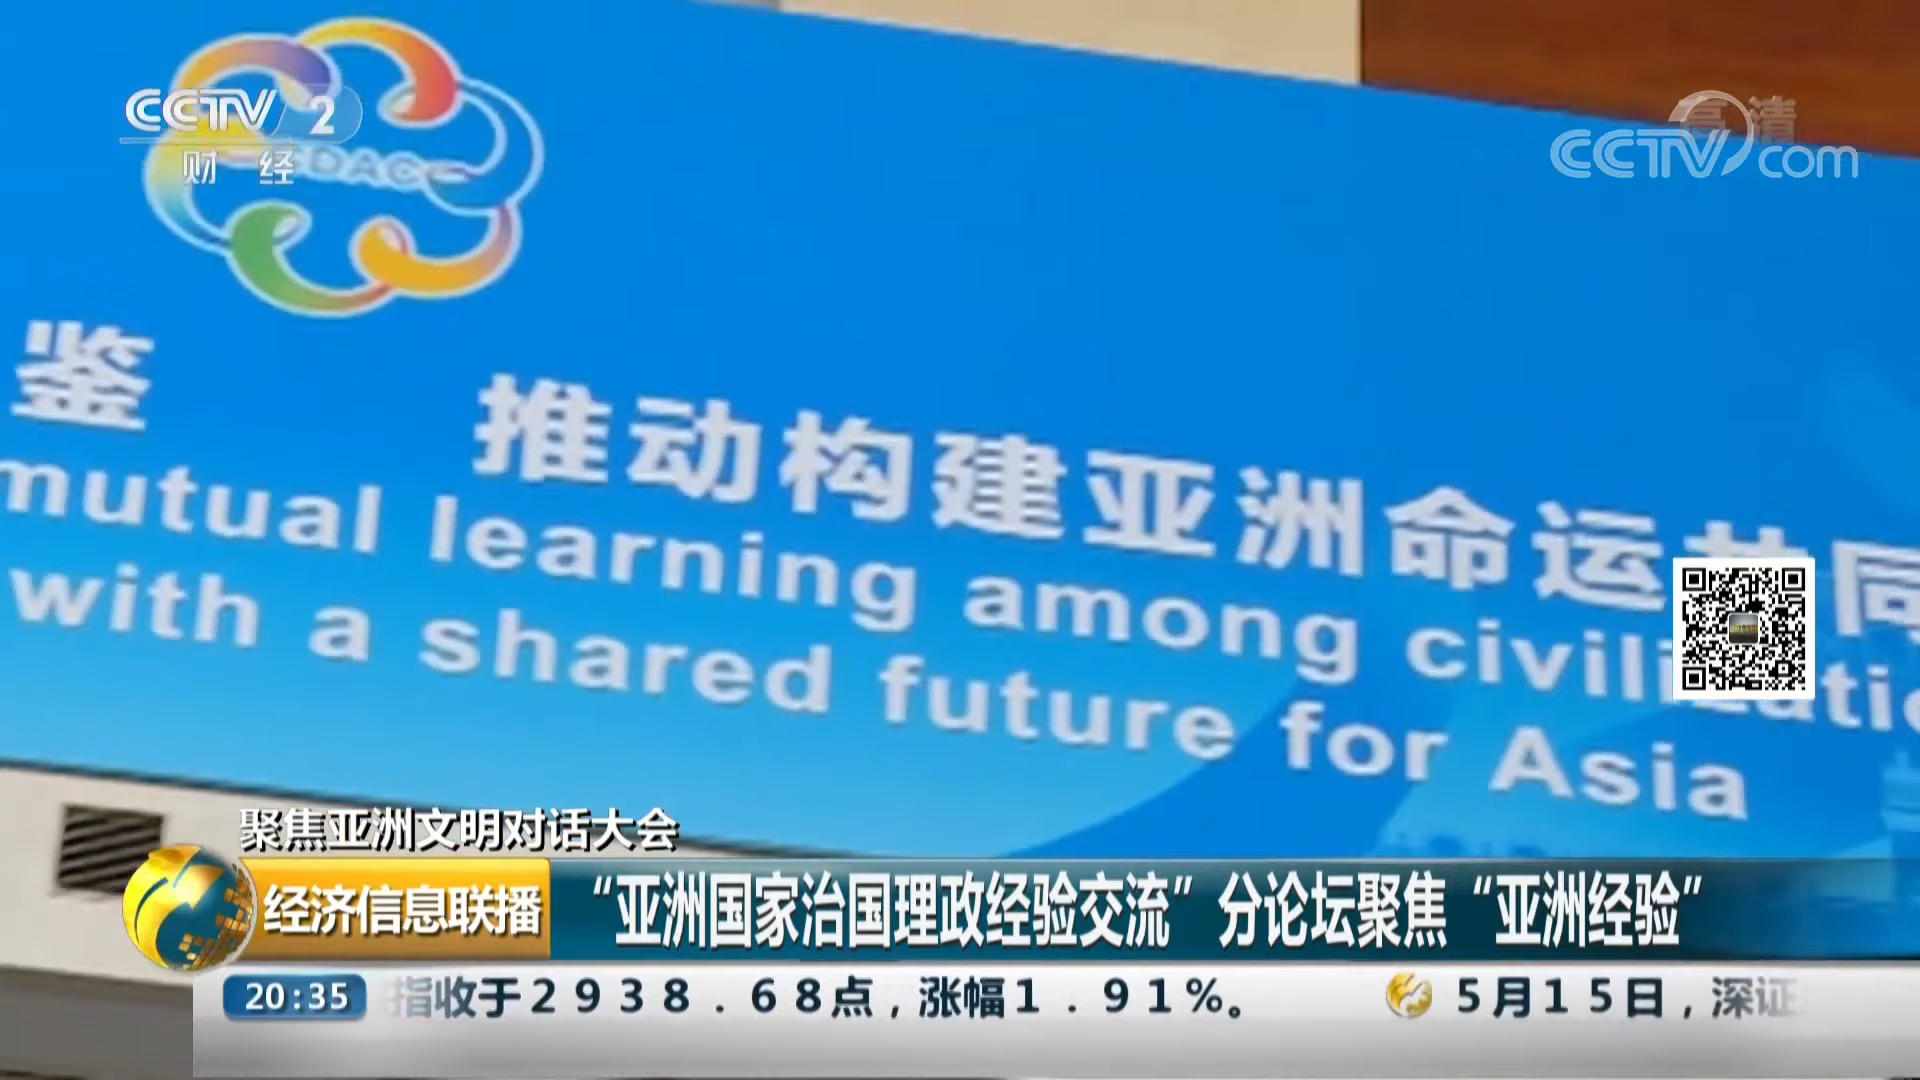 CCTV 2
财经
CDAC
高清
CCTV.com
鉴 推动构建亚洲命运共同
mutual learning among
with a shared future for Asia
聚焦亚洲文明对话大会
经济信息联播
“亚洲国家治国理政经验交流”分论坛聚焦“亚洲经验”
20:35
指收于2938.68点,涨幅1.91%。
5月15日,深证